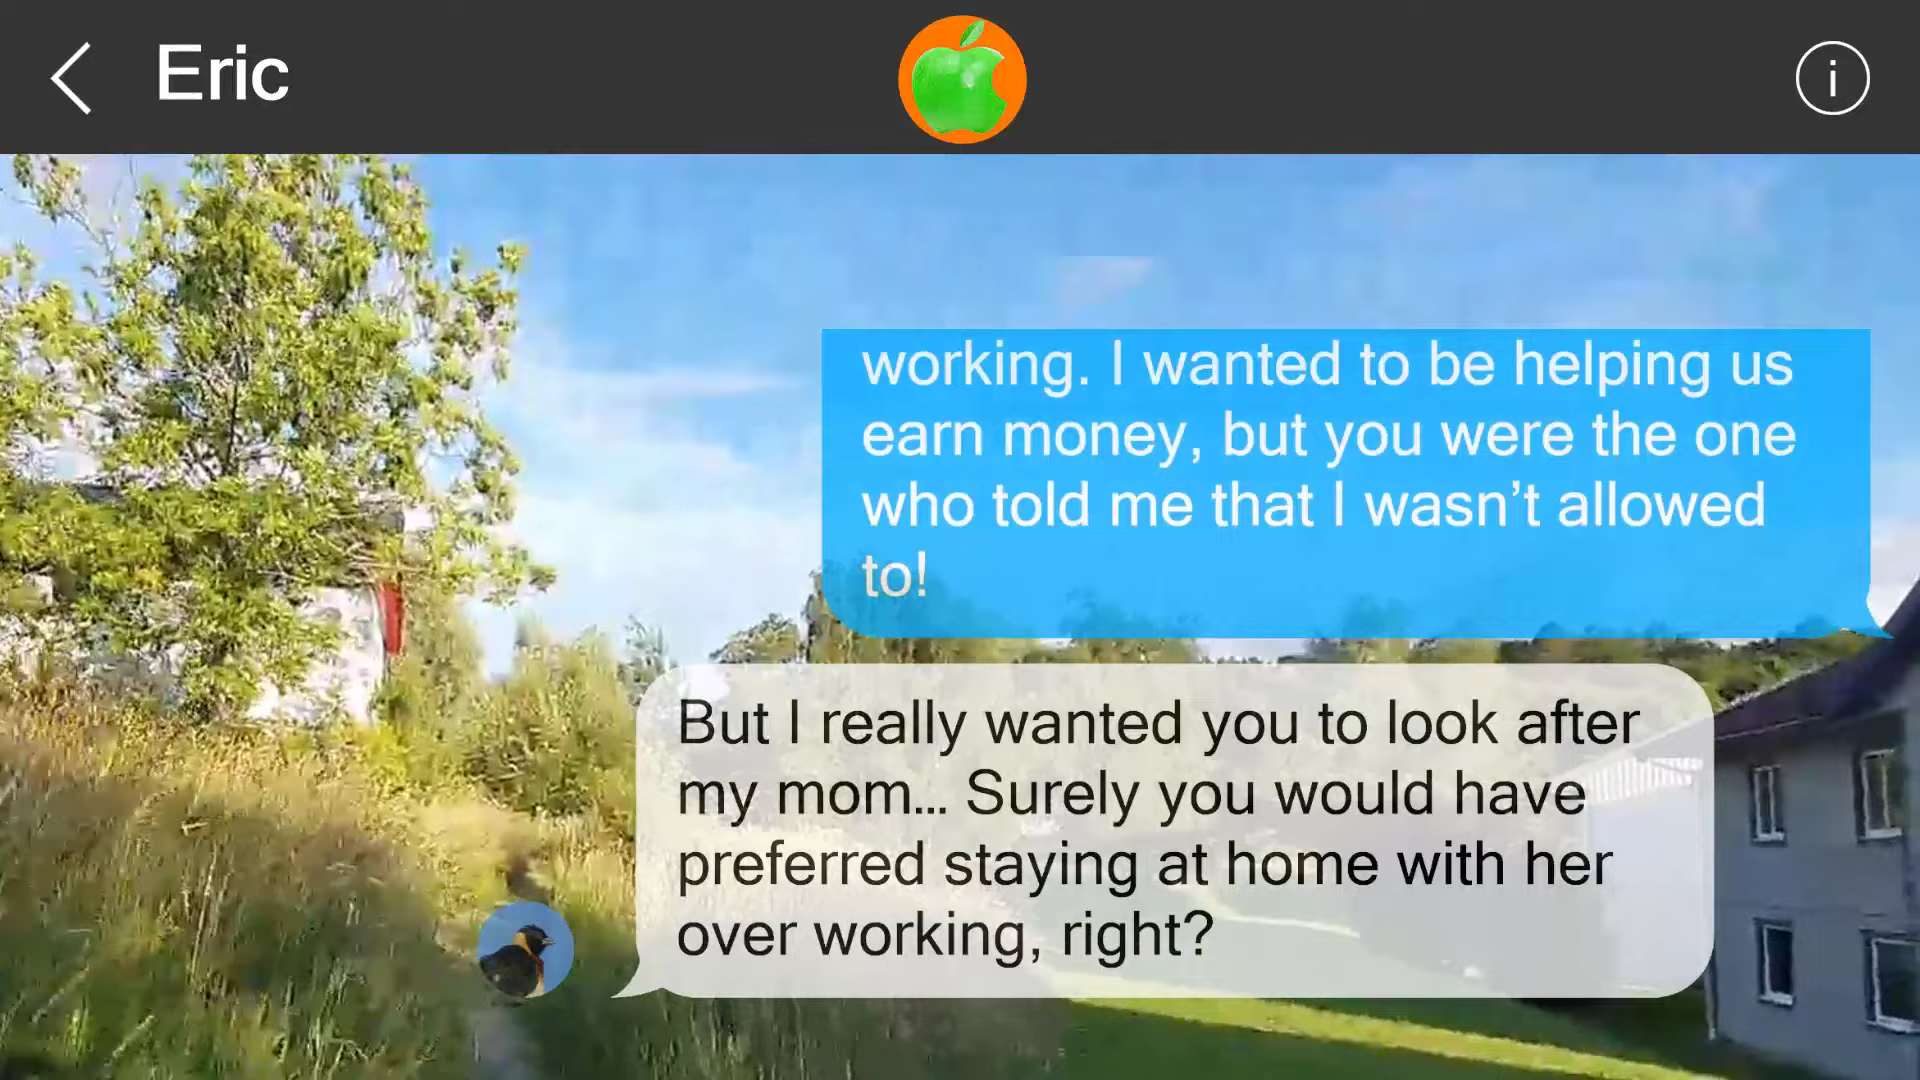 Eric
i
working. I wanted to be helping us
earn money, but you were the one
who told me that I wasn’t allowed
to!
But I really wanted you to look after
my mom… Surely you would have
preferred staying at home with her
over working, right?